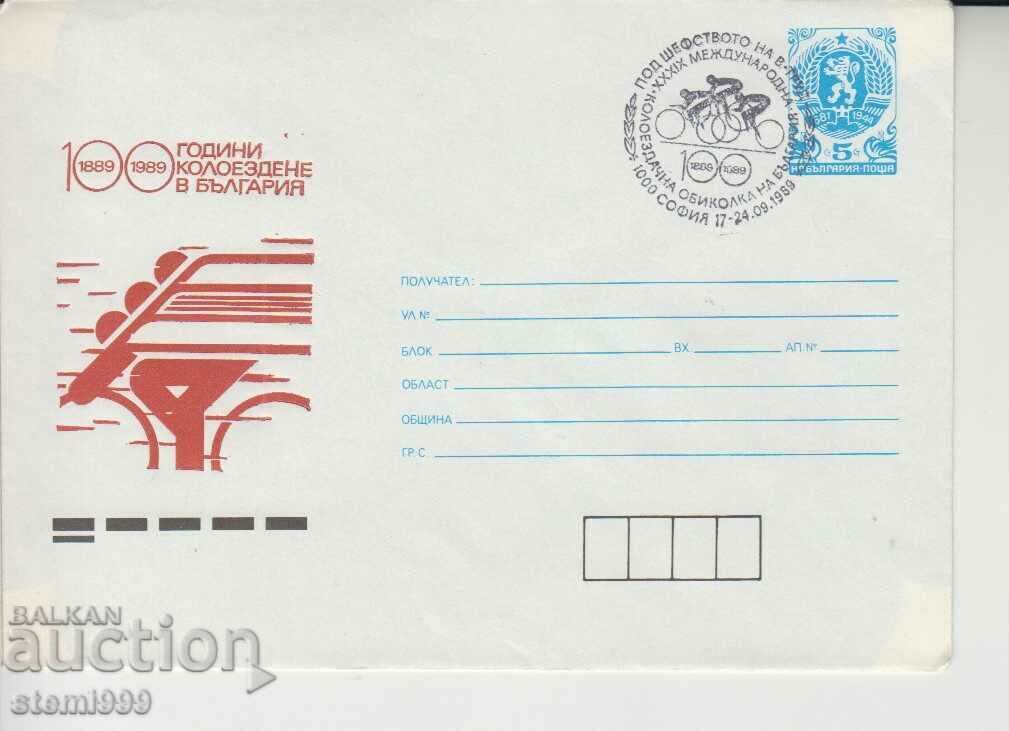 100 1889 1989 ГОДИНИ
КОЛОЕЗДЕНЕ
В БЪЛГАРИЯ
ПОД ШЕФСТВОТО НА В.
XXXIX МЕЖДУНАРОДНА
КОЛОЕЗДАЧНА ОБИКОЛКА НА БЪЛГАРИЯ
100 1889 1989
1000 СОФИЯ 17-24.09.1989
681 1944
5
НР БЪЛГАРИЯ·ПОЩА
ПОЛУЧАТЕЛ:
УЛ №
БЛОК ВХ. АП.№
ОБЛАСТ
ОБЩИНА
ГР. С.
BALKAN
auction
stemi999